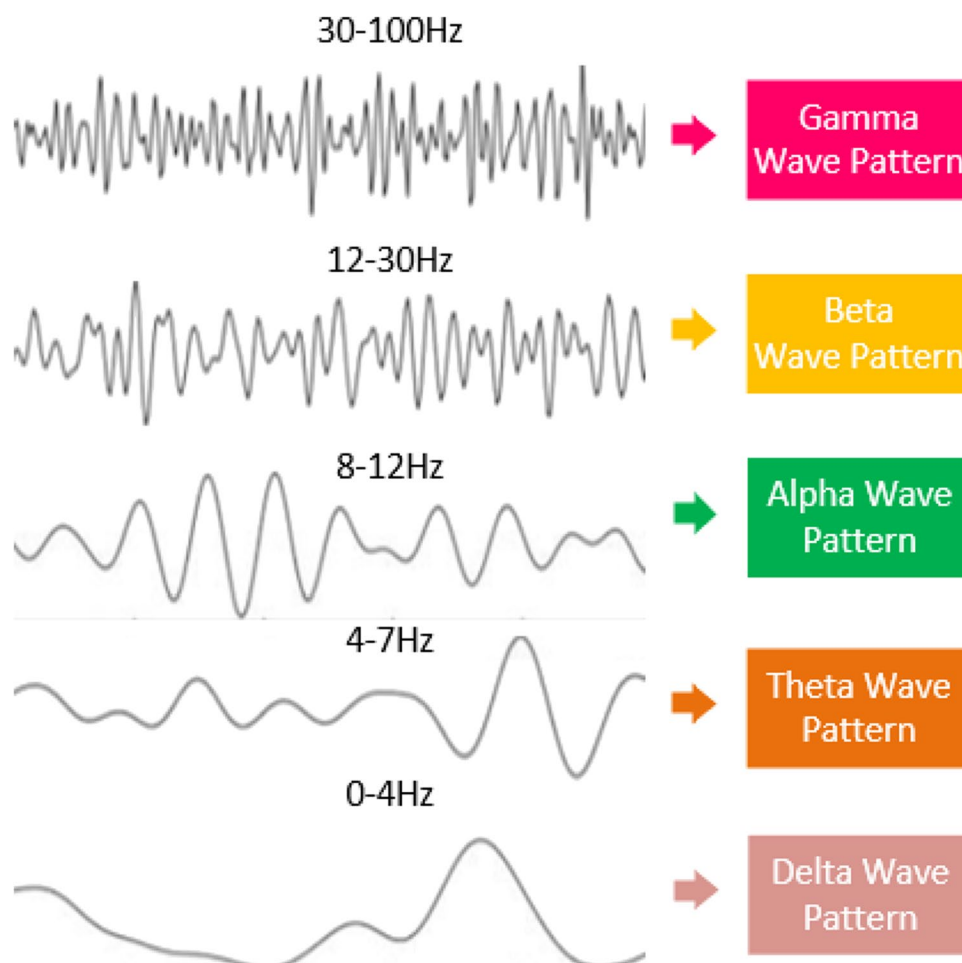 30-100Hz
Gamma
Wave Pattern
12-30Hz
Beta
Wave Pattern
8-12Hz
Alpha Wave
Pattern
4-7Hz
Theta Wave
Pattern
0-4Hz
Delta Wave
Pattern